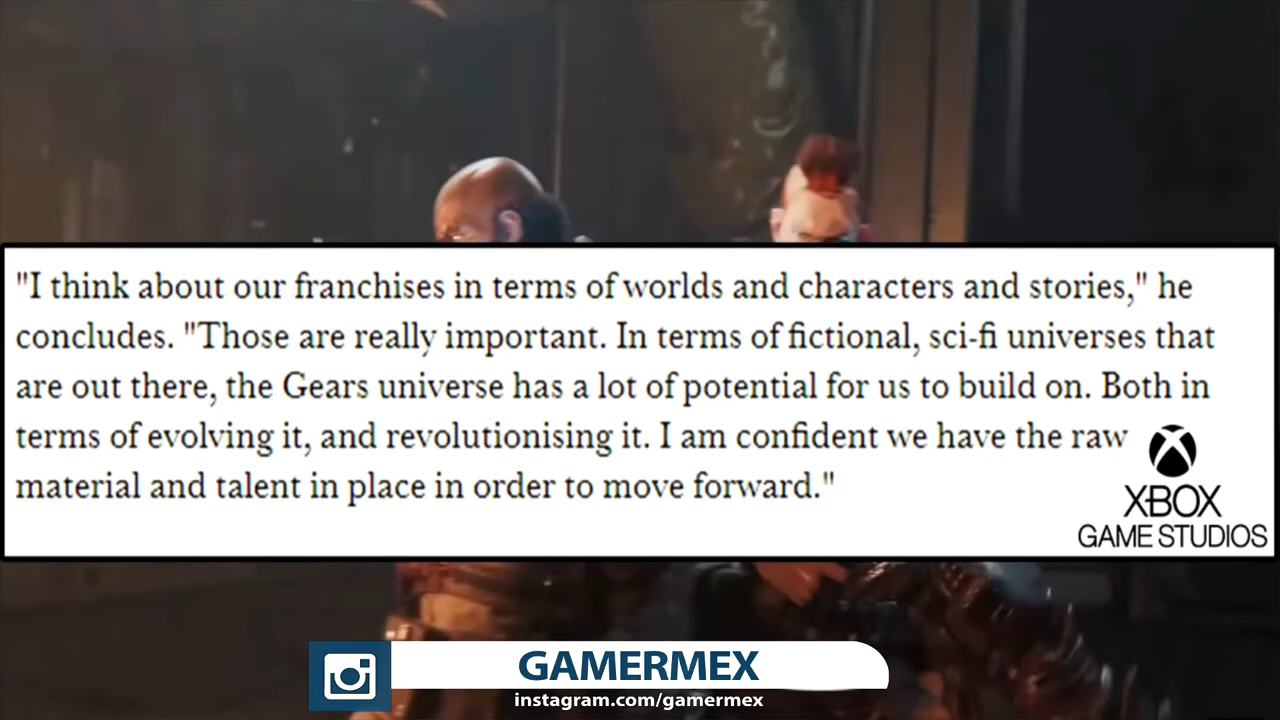 "I think about our franchises in terms of worlds and characters and stories," he
concludes. "Those are really important. In terms of fictional, sci-fi universes that
are out there, the Gears universe has a lot of potential for us to build on. Both in
terms of evolving it, and revolutionising it. I am confident we have the raw
material and talent in place in order to move forward."
XBOX
GAME STUDIOS
GAMERMEX
instagram.com/gamermex